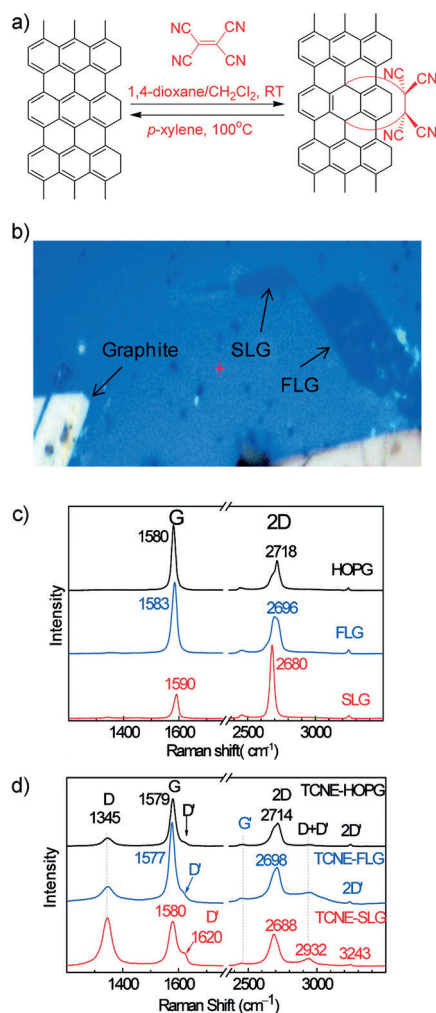 a)
NC CN
NC CN
1,4-dioxane/CH2Cl2, RT
p-xylene, 100°C
NC CN
CN
NC CN
b)
Graphite
SLG
FLG
c)
G
2D
1580
2718
HOPG
1583
2696
FLG
1590
2680
SLG
Intensity
1400 1600 2500 3000
Raman shift( cm-1)
d)
D
1345
G
1579
D'
2D
2714
TCNE-HOPG
G'
D+D'
2D'
1577
D'
2698
TCNE-FLG
2D'
1580
D'
1620
2688
TCNE-SLG
2932
3243
Intensity
1400 1600 2500 3000
Raman Shift (cm–1)